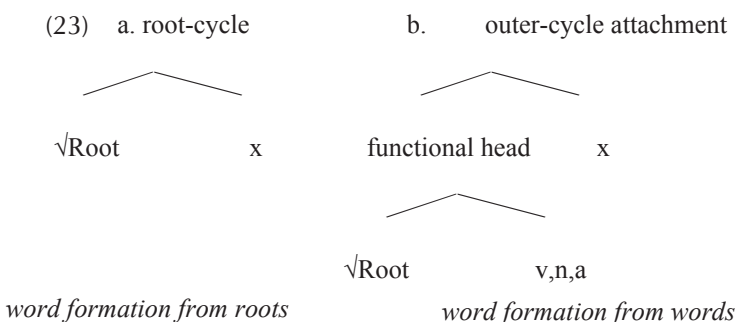 (23) a. root-cycle b. outer-cycle attachment
√Root x functional head x
√Root v,n,a
word formation from roots word formation from words